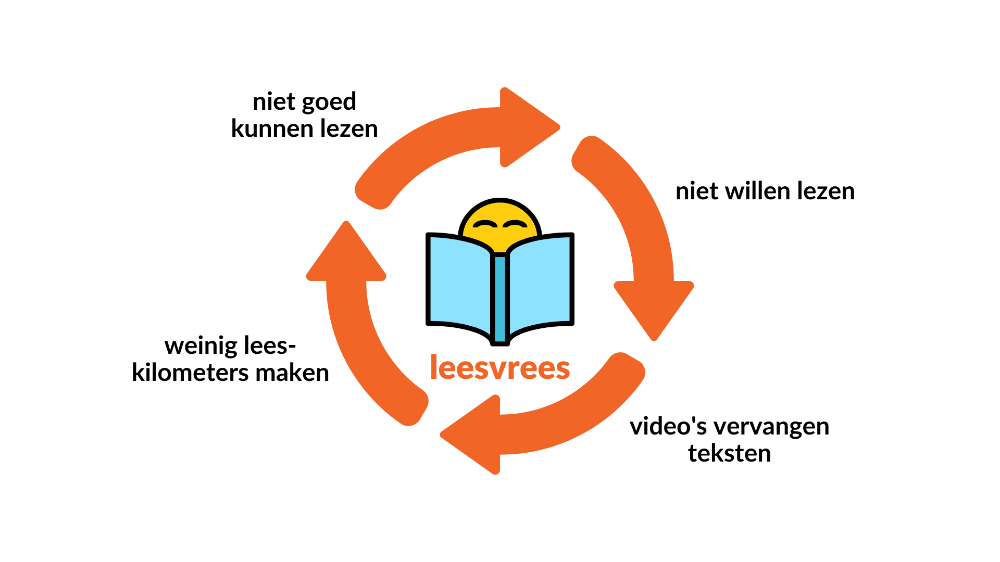 niet goed
kunnen lezen
niet willen lezen
video's vervangen
teksten
weinig lees-
kilometers maken
leesvrees